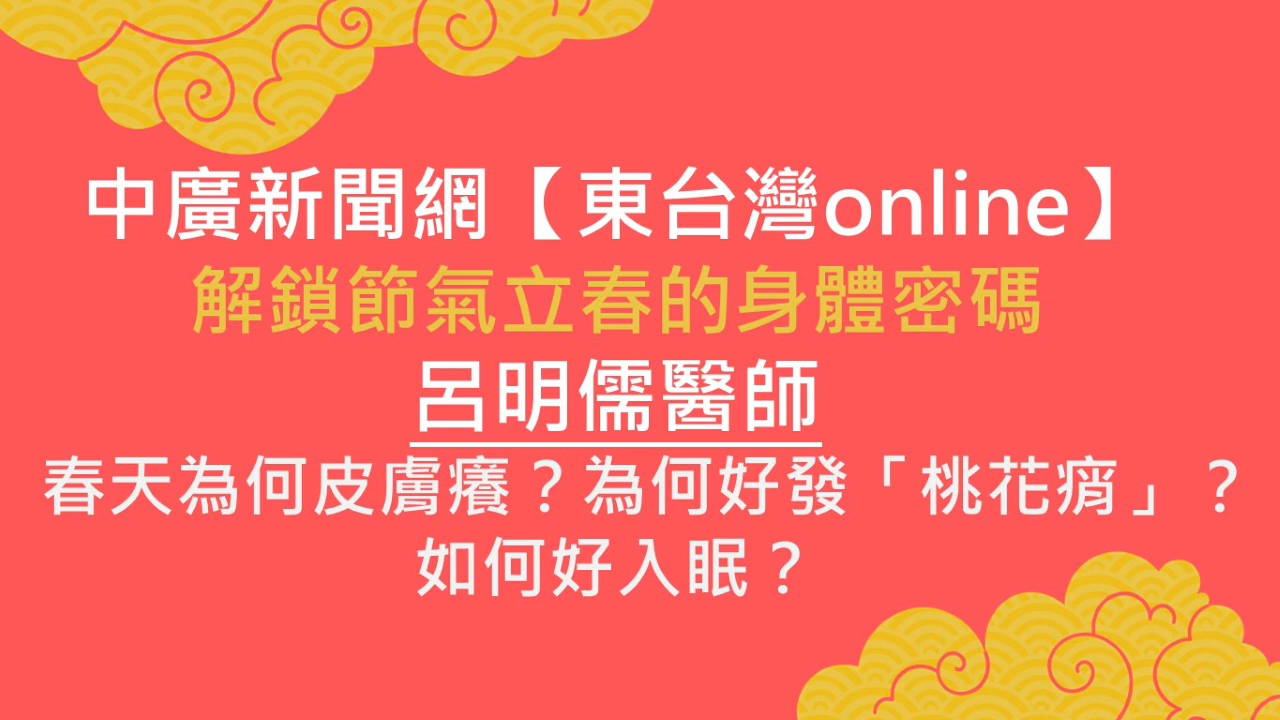 中廣新聞網【東台灣online】
解鎖節氣立春的身體密碼
呂明儒醫師
春天為何皮膚癢？為何好發「桃花癬」？
如何好入眠？